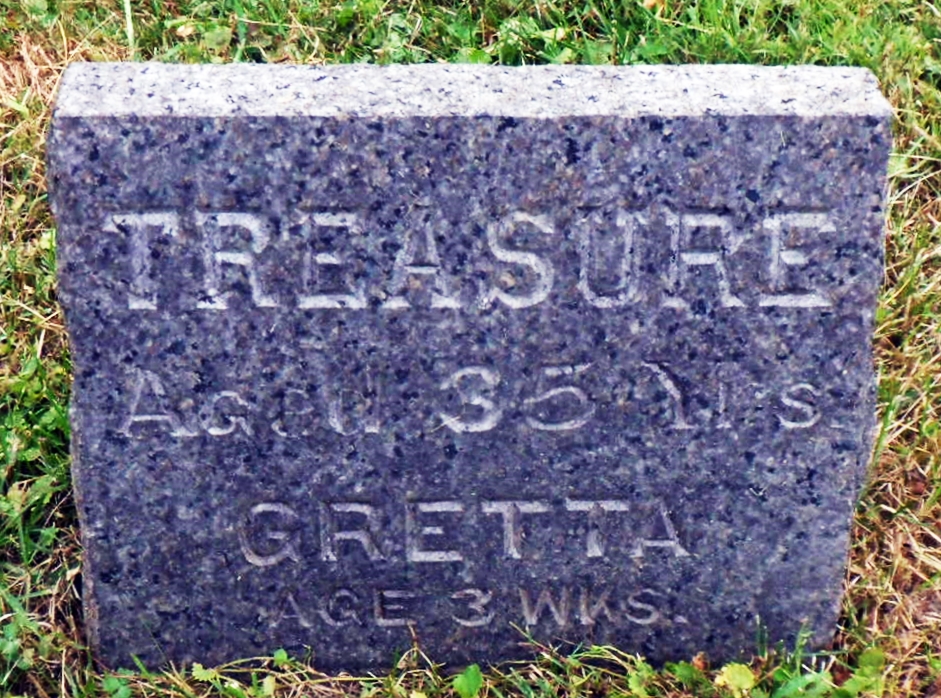 TREASURE
Aged 35 Yrs.
GRETTA
AGE 3 WKS.